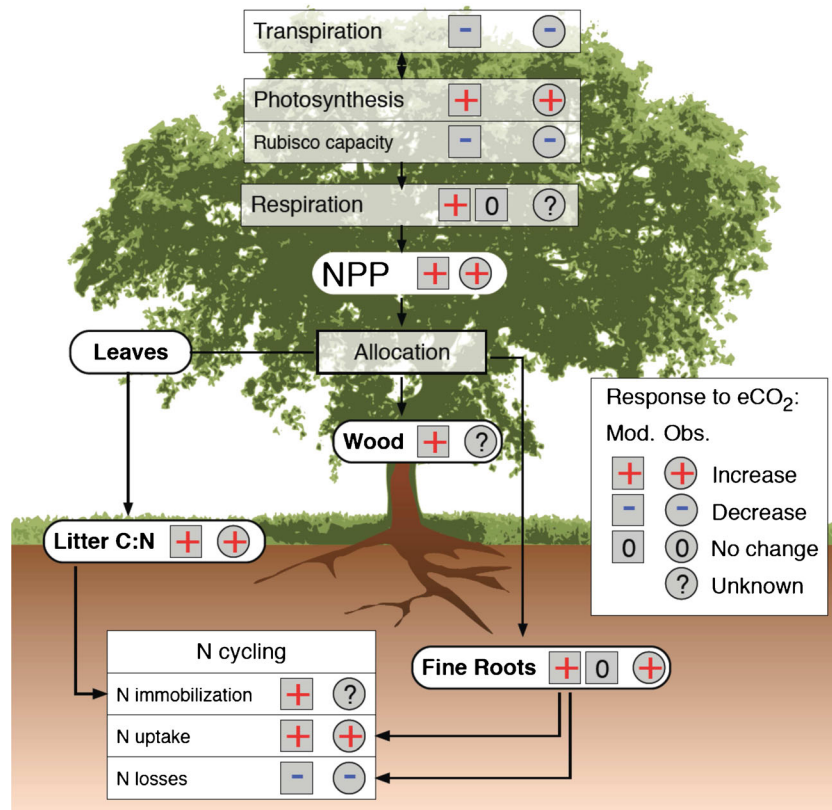 Transpiration - -
Photosynthesis + +
Rubisco capacity - -
Respiration + 0 ?
NPP + +
Leaves
Allocation
Wood + ?
Litter C:N + +
Response to eCO2:
Mod. Obs.
+ + Increase
- - Decrease
0 0 No change
? Unknown
N cycling
N immobilization + ?
N uptake + +
N losses - -
Fine Roots + 0 +